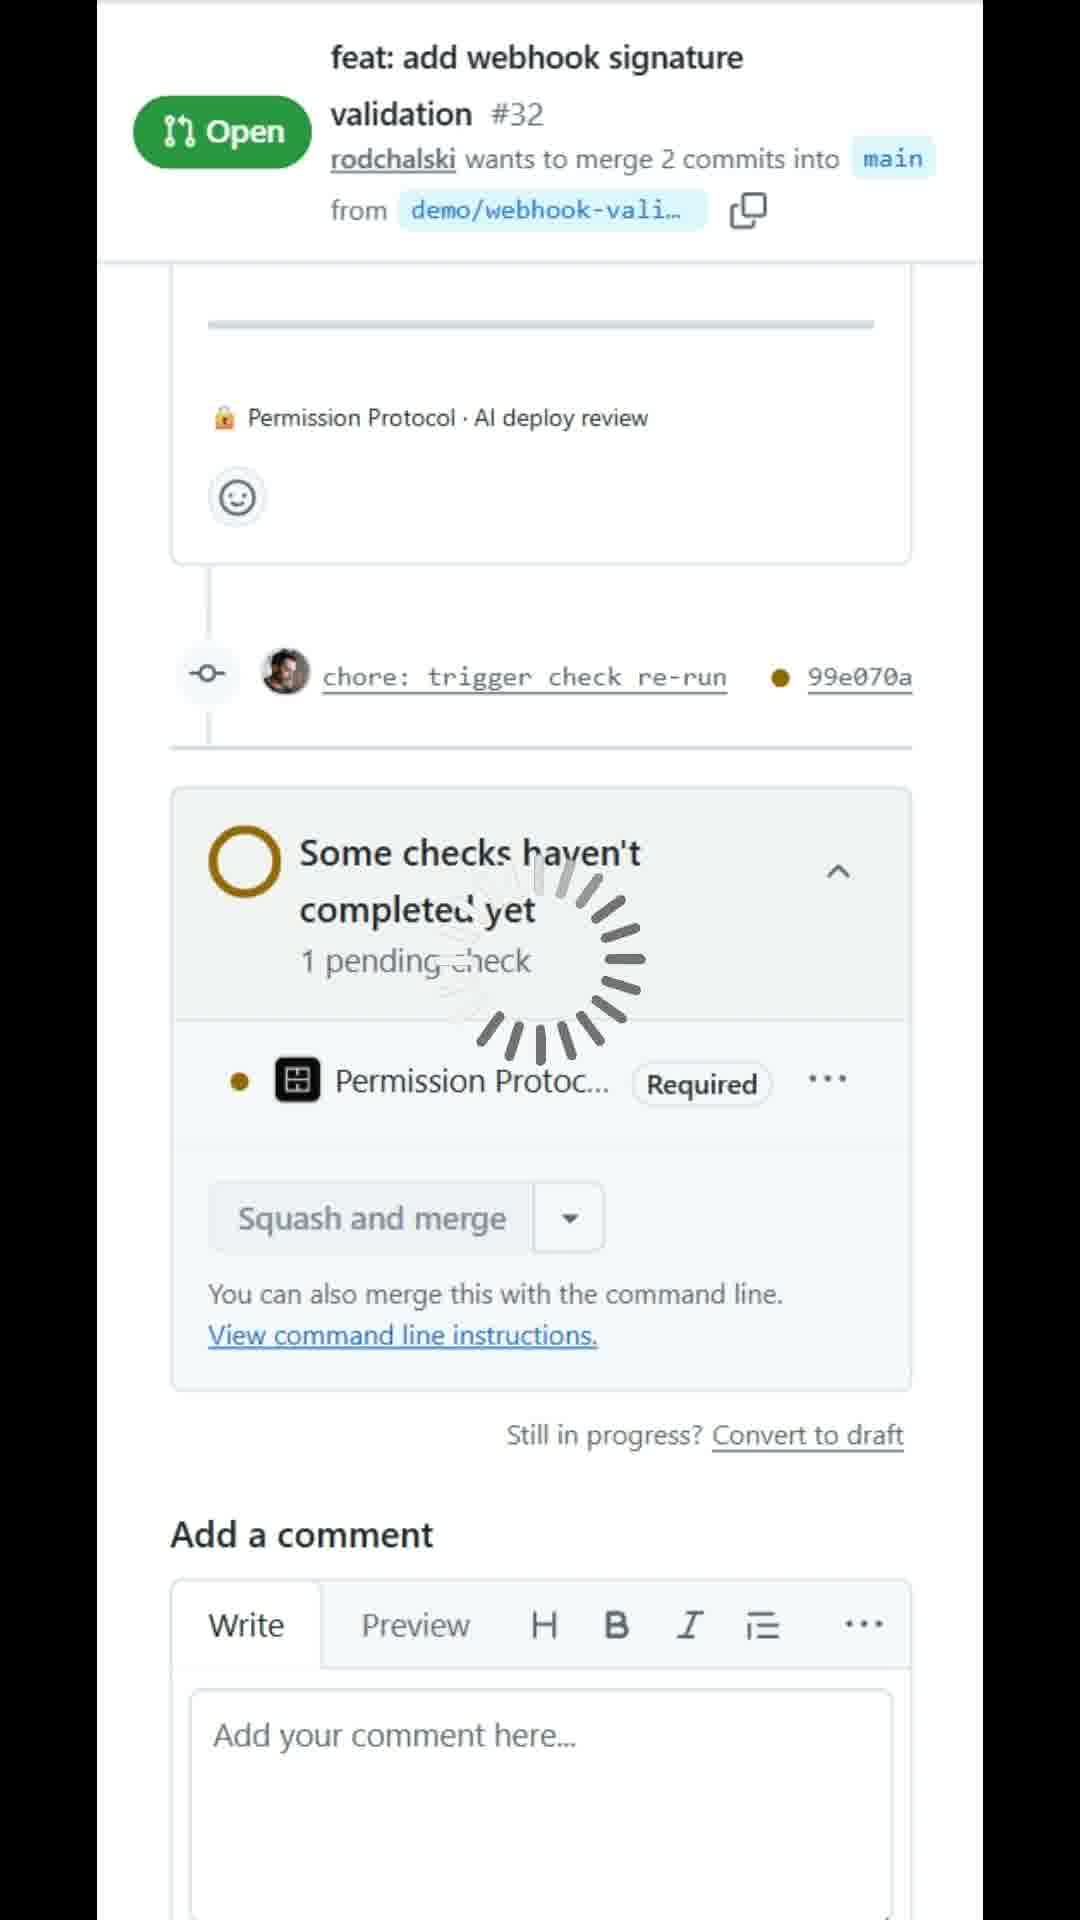 feat: add webhook signature
validation #32
Open
rodchalski wants to merge 2 commits into main
from demo/webhook-vali...
🔒 Permission Protocol · AI deploy review
chore: trigger check re-run 99e070a
Some checks haven't
completed yet
1 pending check
Permission Protoc... Required
Squash and merge
You can also merge this with the command line.
View command line instructions.
Still in progress? Convert to draft
Add a comment
Write Preview H B I
Add your comment here...